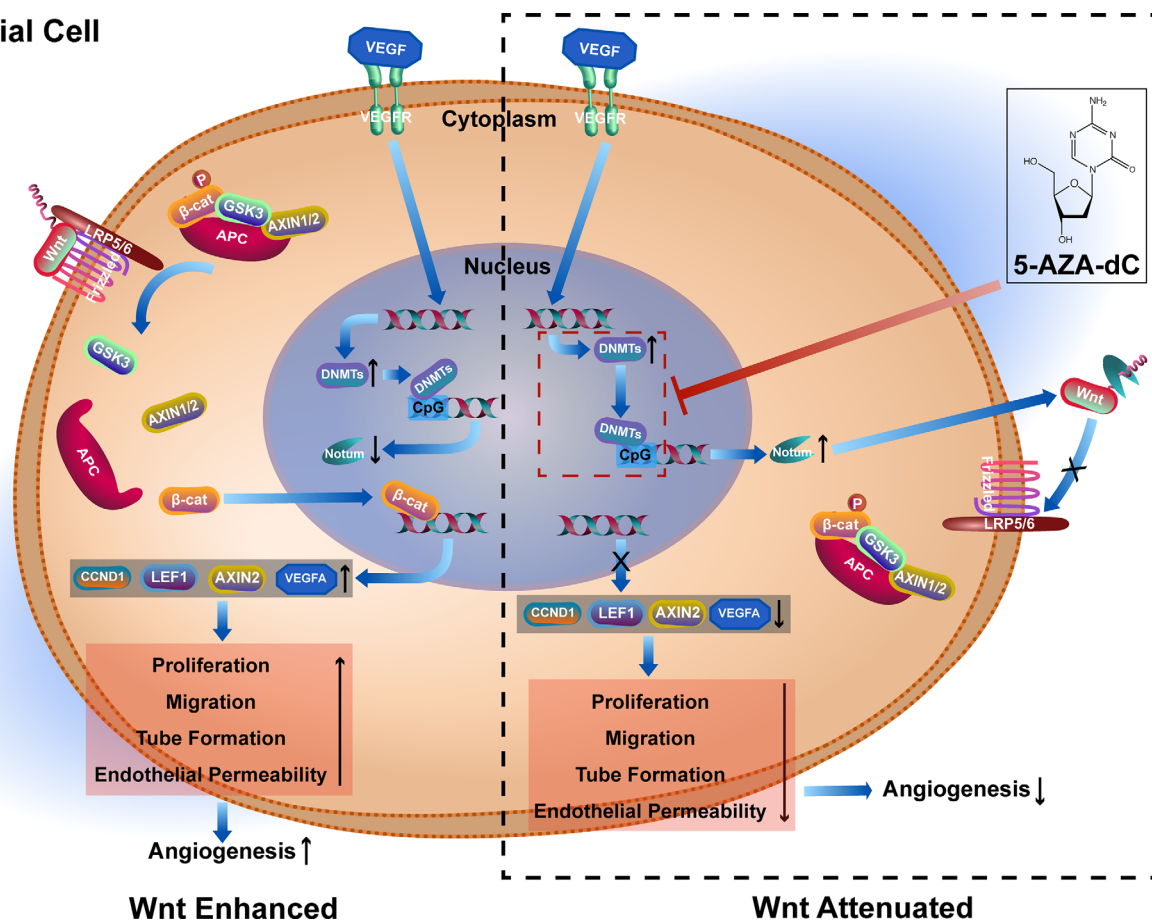 ial Cell
VEGF
VEGFR
Cytoplasm
VEGF
VEGFR
NH₂
N
N
N
O
HO
O
OH
5-AZA-dC
P
β-cat
GSK3
AXIN1/2
APC
Wnt
LRP5/6
Frizzled
Nucleus
GSK3
DNMTs
DNMTs
CpG
Notum
AXIN1/2
APC
β-cat
β-cat
DNMTs
DNMTs
CpG
Notum
Wnt
Frizzled
LRP5/6
X
P
β-cat
GSK3
AXIN1/2
APC
X
CCND1 LEF1 AXIN2 VEGFA
Proliferation
Migration
Tube Formation
Endothelial Permeability
Angiogenesis
Wnt Enhanced
CCND1 LEF1 AXIN2 VEGFA
Proliferation
Migration
Tube Formation
Endothelial Permeability
Angiogenesis
Wnt Attenuated